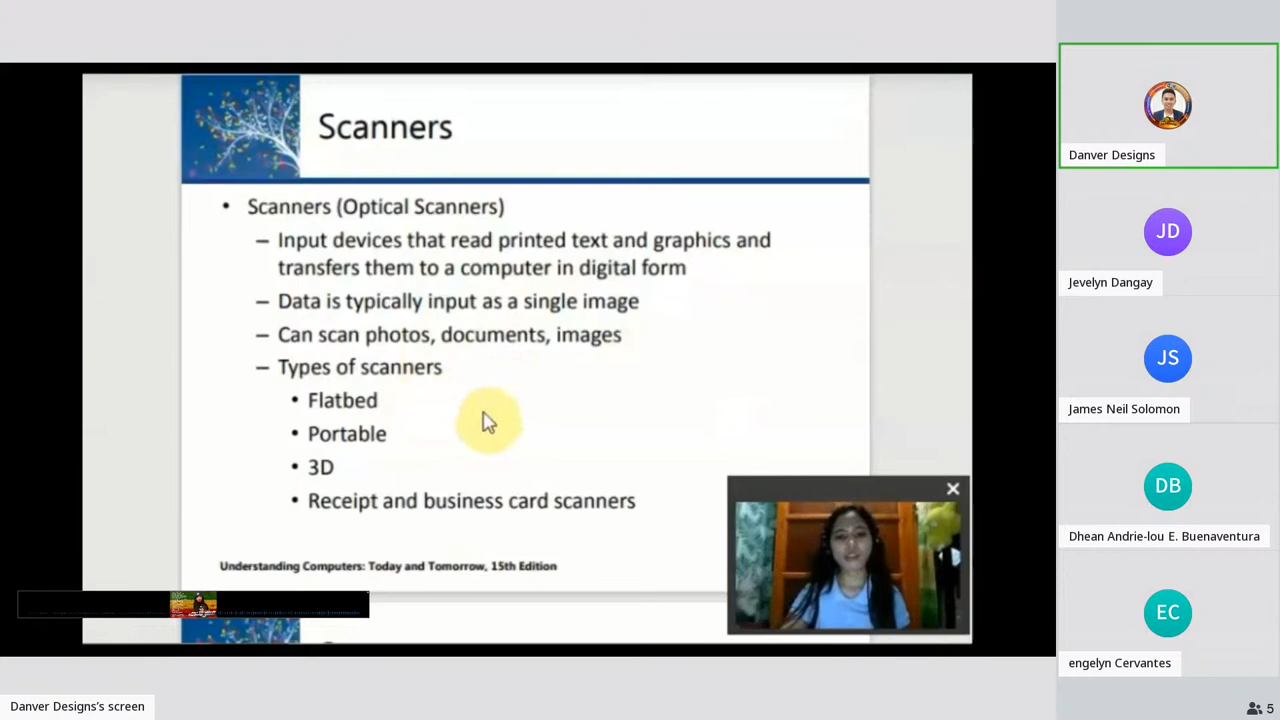 Scanners
• Scanners (Optical Scanners)
– Input devices that read printed text and graphics and
transfers them to a computer in digital form
– Data is typically input as a single image
– Can scan photos, documents, images
– Types of scanners
• Flatbed
• Portable
• 3D
• Receipt and business card scanners
Understanding Computers: Today and Tomorrow, 15th Edition
Danver Designs's screen
Danver Designs
JD
Jevelyn Dangay
JS
James Neil Solomon
DB
Dhean Andrie-lou E. Buenaventura
EC
engelyn Cervantes
5